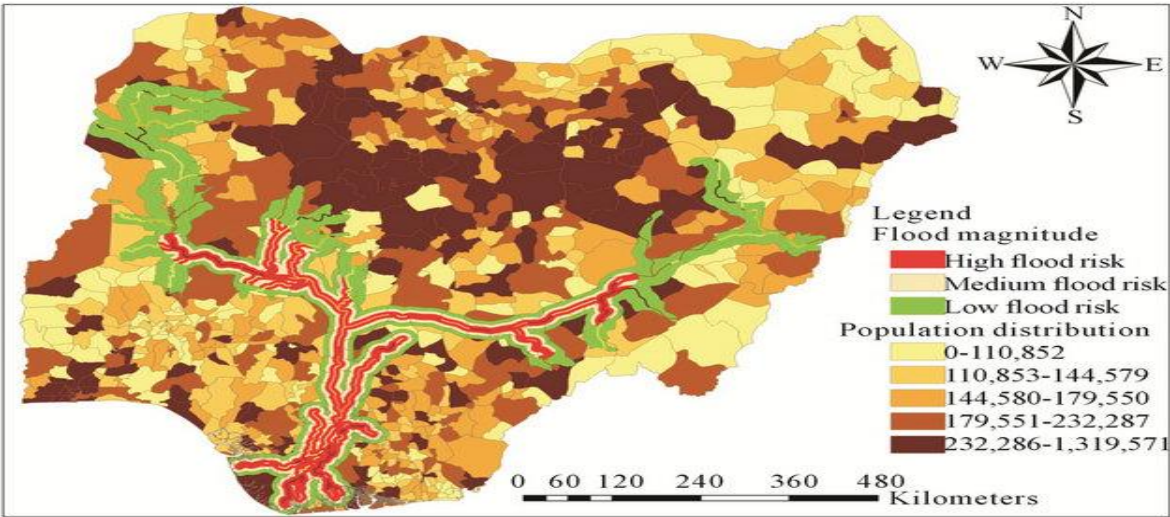 N
W E
S
Legend
Flood magnitude
High flood risk
Medium flood risk
Low flood risk
Population distribution
0-110,852
110,853-144,579
144,580-179,550
179,551-232,287
232,286-1,319,571
0 60 120 240 360 480
Kilometers